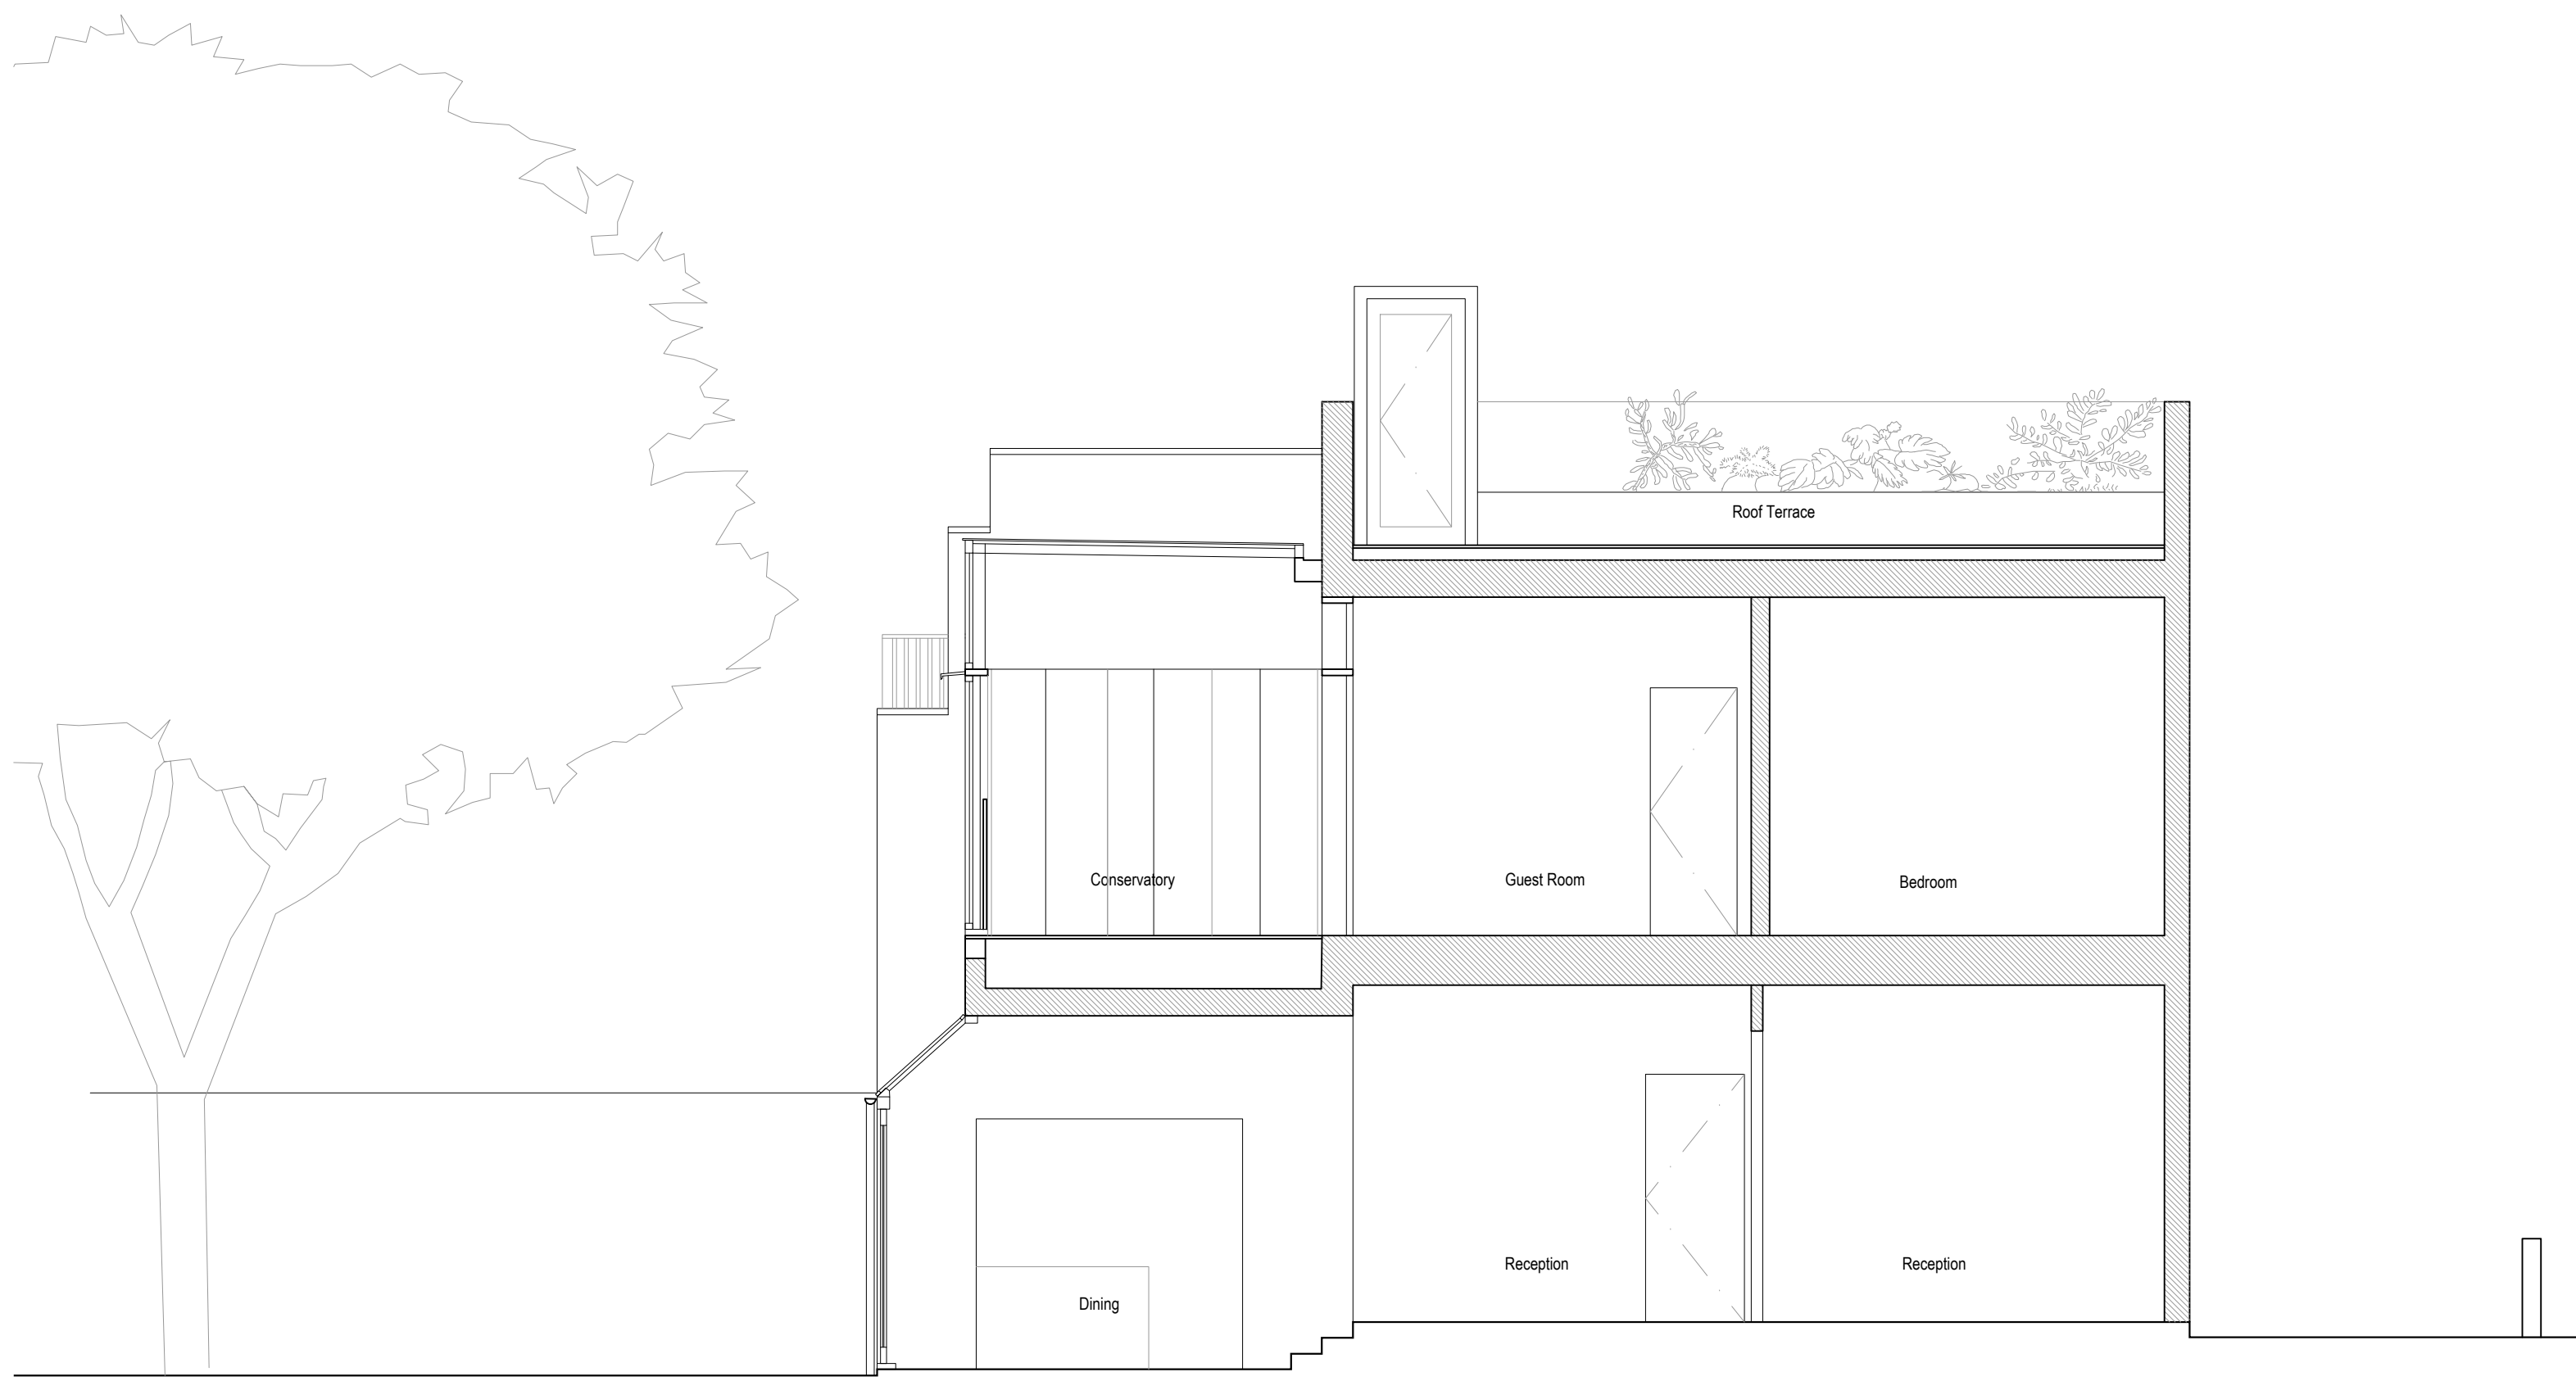 Roof Terrace
Conservatory
Guest Room
Bedroom
Reception
Reception
Dining